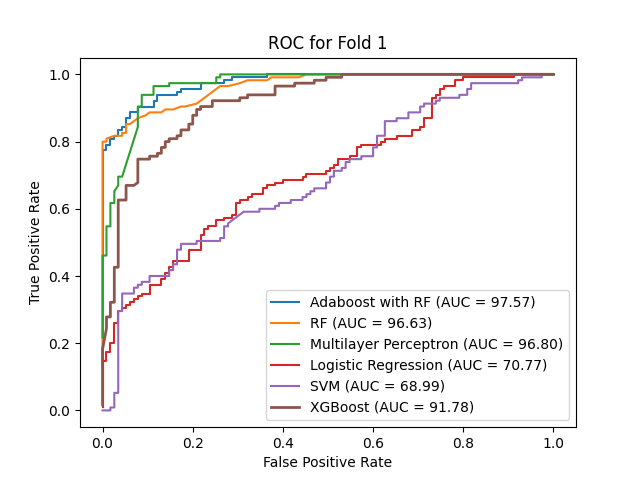 ROC for Fold 1
True Positive Rate
1.0
0.8
0.6
0.4
0.2
0.0
Adaboost with RF (AUC = 97.57)
RF (AUC = 96.63)
Multilayer Perceptron (AUC = 96.80)
Logistic Regression (AUC = 70.77)
SVM (AUC = 68.99)
XGBoost (AUC = 91.78)
0.0 0.2 0.4 0.6 0.8 1.0
False Positive Rate